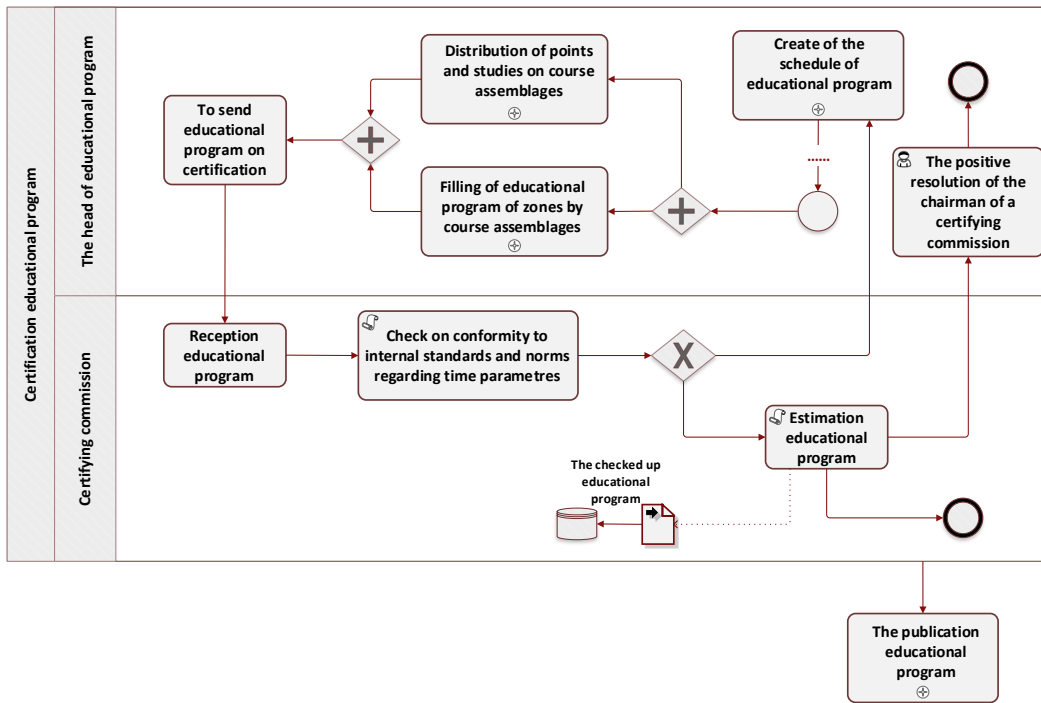 Certification educational program
The head of educational program
Certifying commission
To send
educational
program on
certification
Distribution of points
and studies on course
assemblages
Filling of educational
program of zones by
course assemblages
Create of the
schedule of
educational program
......
The positive
resolution of the
chairman of a
certifying
commission
Reception
educational
program
Check on conformity to
internal standards and norms
regarding time parametres
X
Estimation
educational
program
The checked up
educational
program
The publication
educational
program